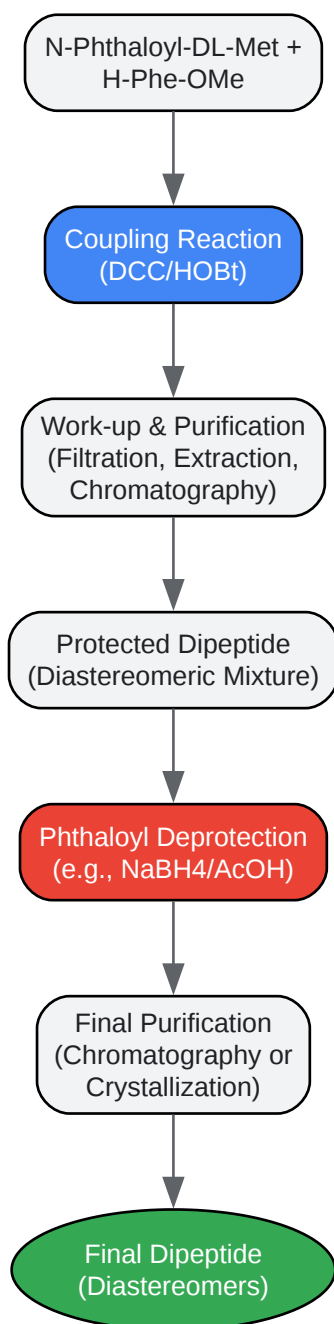 N-Phthaloyl-DL-Met +
H-Phe-OMe
Coupling Reaction
(DCC/HOBt)
Work-up & Purification
(Filtration, Extraction,
Chromatography)
Protected Dipeptide
(Diastereomeric Mixture)
Phthaloyl Deprotection
(e.g., NaBH4/AcOH)
Final Purification
(Chromatography or
Crystallization)
Final Dipeptide
(Diastereomers)